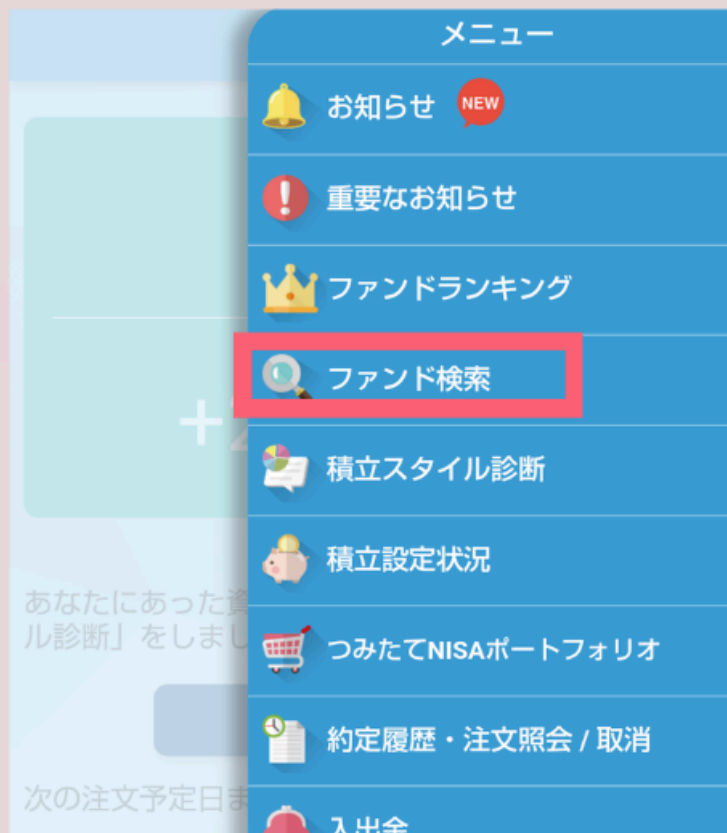 メニュー
お知らせ NEW
重要なお知らせ
ファンドランキング
ファンド検索
+2
積立スタイル診断
積立設定状況
あなたにあった資
ル診断」をしまし
つみたてNISAポートフォリオ
約定履歴・注文照会 / 取消
次の注文予定日ま
入出金